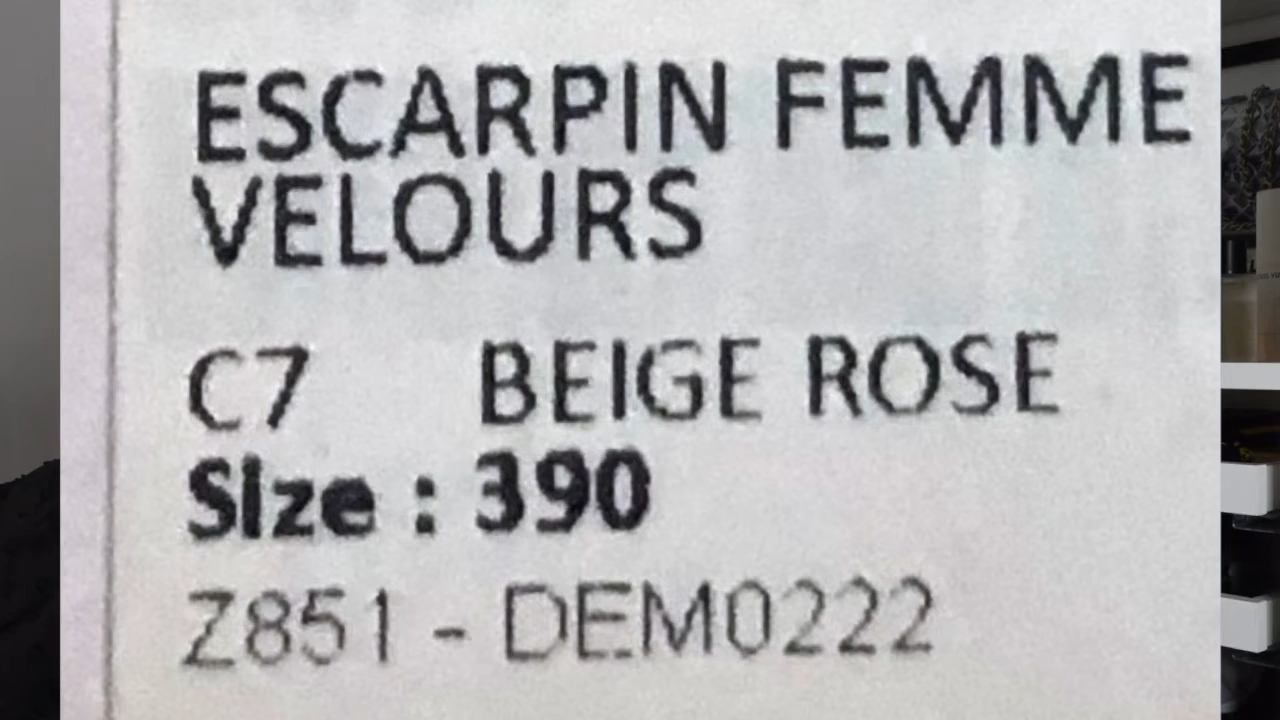 ESCARPIN FEMME
VELOURS
C7 BEIGE ROSE
Size : 390
Z851 - DEM0222